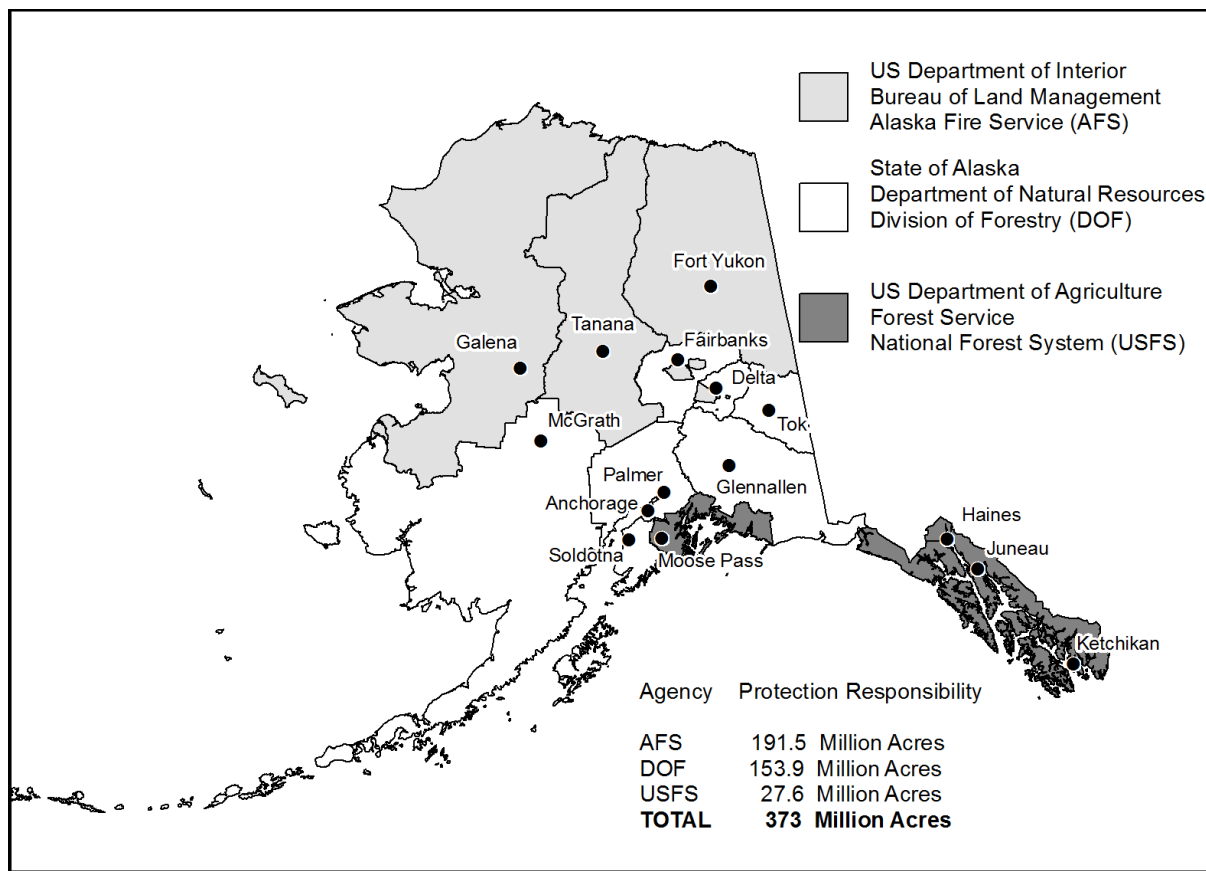 US Department of Interior
Bureau of Land Management
Alaska Fire Service (AFS)
State of Alaska
Department of Natural Resources
Division of Forestry (DOF)
US Department of Agriculture
Forest Service
National Forest System (USFS)
Fort Yukon
Tanana
Galena
Fairbanks
Delta
McGrath
Tok
Palmer
Glennallen
Anchorage
Haines
Soldotna
Moose Pass
Juneau
Ketchikan
Agency Protection Responsibility
AFS 191.5 Million Acres
DOF 153.9 Million Acres
USFS 27.6 Million Acres
TOTAL 373 Million Acres